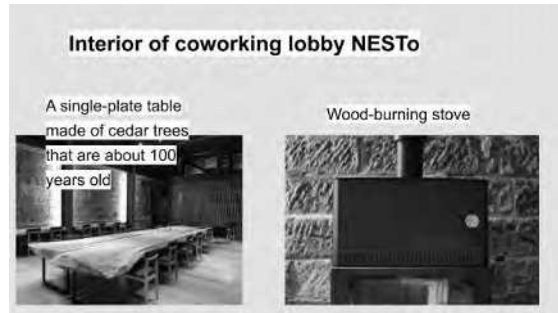 Interior of coworking lobby NESTo
A single-plate table
made of cedar trees
that are about 100
years old
Wood-burning stove